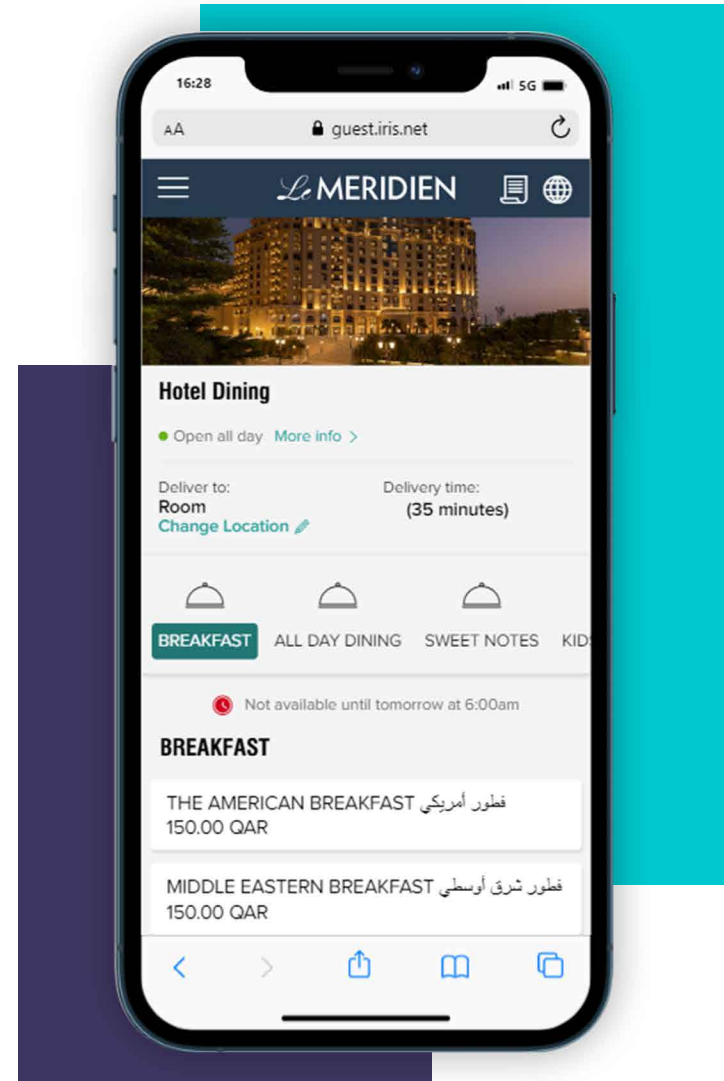 16:28
5G
AA guest.iris.net
Le MERIDIEN
Hotel Dining
Open all day More info >
Deliver to: Delivery time:
Room (35 minutes)
Change Location
BREAKFAST ALL DAY DINING SWEET NOTES KIDS
Not available until tomorrow at 6:00am
BREAKFAST
THE AMERICAN BREAKFAST فطور أمريكي
150.00 QAR
MIDDLE EASTERN BREAKFAST فطور شرق أوسطي
150.00 QAR